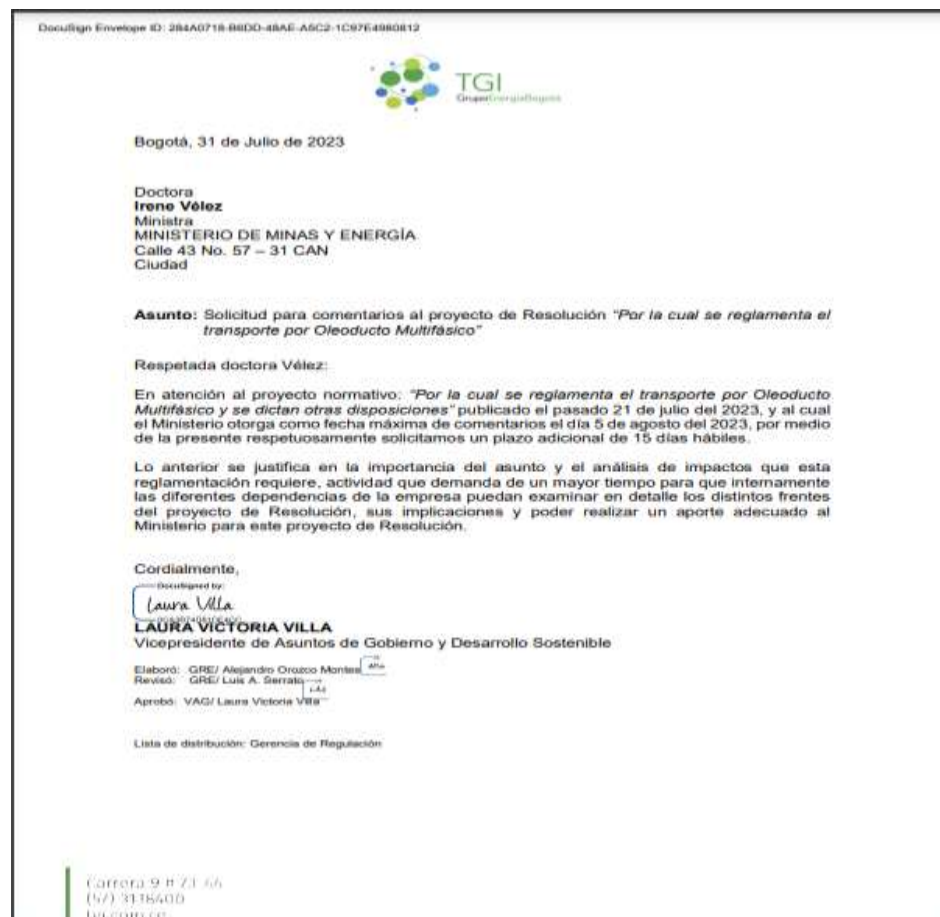 DocuSign Envelope ID: 284A0718-B8DD-48AE-A5C2-1C97E4980812
TGI
GrupoEnergíaBogotá
Bogotá, 31 de Julio de 2023
Doctora
Irene Vélez
Ministra
MINISTERIO DE MINAS Y ENERGÍA
Calle 43 No. 57 – 31 CAN
Ciudad
Asunto: Solicitud para comentarios al proyecto de Resolución “Por la cual se reglamenta el
transporte por Oleoducto Multifásico”
Respetada doctora Vélez:
En atención al proyecto normativo: “Por la cual se reglamenta el transporte por Oleoducto
Multifásico y se dictan otras disposiciones” publicado el pasado 21 de julio del 2023, y al cual
el Ministerio otorga como fecha máxima de comentarios el día 5 de agosto del 2023, por medio
de la presente respetuosamente solicitamos un plazo adicional de 15 días hábiles.
Lo anterior se justifica en la importancia del asunto y el análisis de impactos que esta
reglamentación requiere, actividad que demanda de un mayor tiempo para que internamente
las diferentes dependencias de la empresa puedan examinar en detalle los distintos frentes
del proyecto de Resolución, sus implicaciones y poder realizar un aporte adecuado al
Ministerio para este proyecto de Resolución.
Cordialmente,
DocuSigned by:
Laura Villa
LAURA VICTORIA VILLA
Vicepresidente de Asuntos de Gobierno y Desarrollo Sostenible
Elaboró: GRE/ Alejandro Orozco Montes
Revisó: GRE/ Luis A. Serrato
Aprobó: VAG/ Laura Victoria Villa
Lista de distribución: Gerencia de Regulación
Carrera 9 # 73-44
(57) 3138400